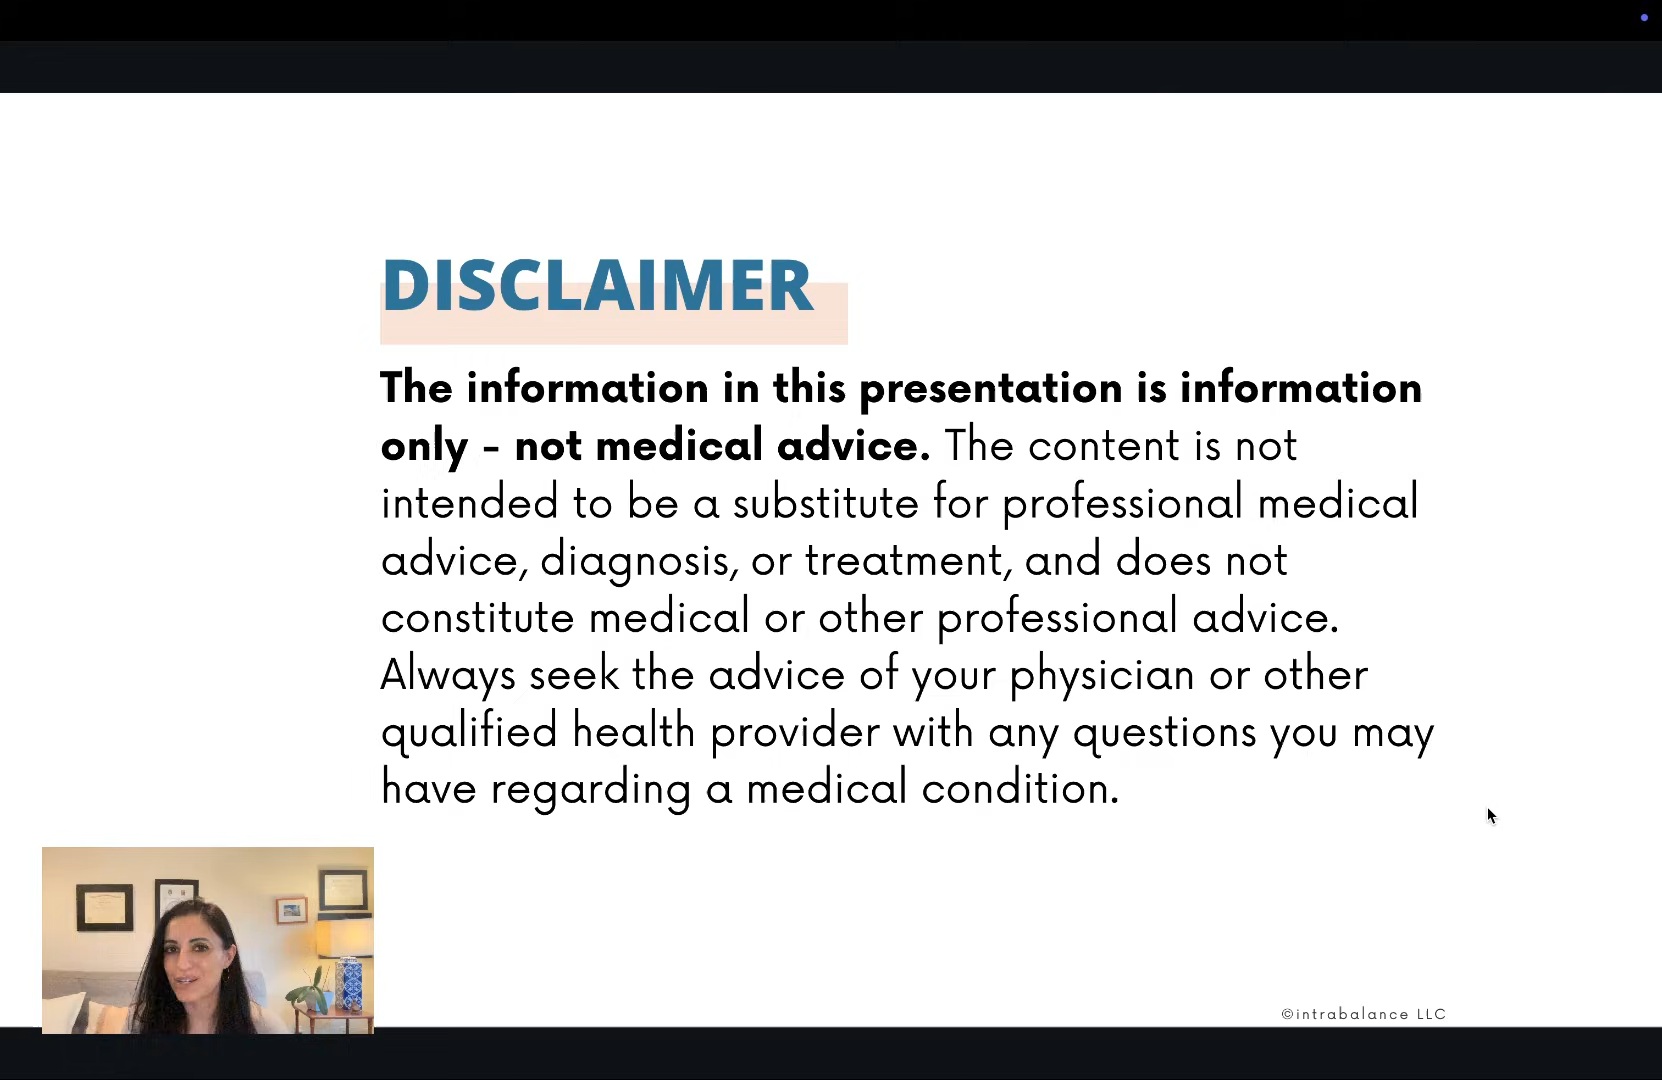 DISCLAIMER
The information in this presentation is information
only - not medical advice. The content is not
intended to be a substitute for professional medical
advice, diagnosis, or treatment, and does not
constitute medical or other professional advice.
Always seek the advice of your physician or other
qualified health provider with any questions you may
have regarding a medical condition.
©intrabalance LLC